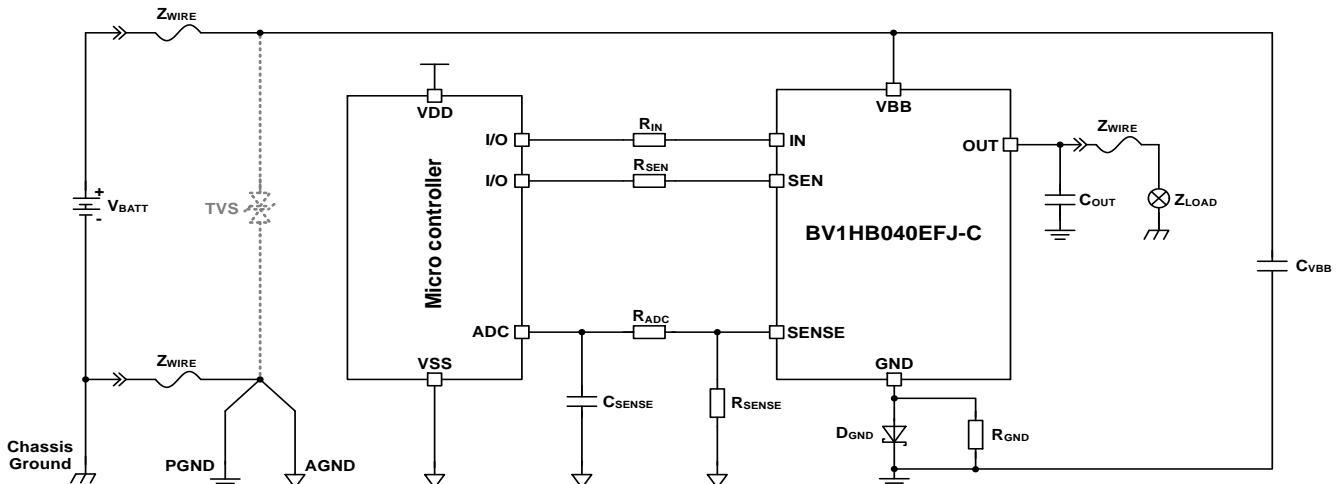 ZWIRE
VBB
VDD
I/O
RIN
IN
OUT
ZWIRE
I/O
RSEN
SEN
+
VBATT
-
TVS
Micro controller
BV1HB040EFJ-C
COUT
ZLOAD
CVBB
ADC
RADC
SENSE
ZWIRE
VSS
GND
CSENSE
RSENSE
DGND
RGND
Chassis
Ground
PGND
AGND